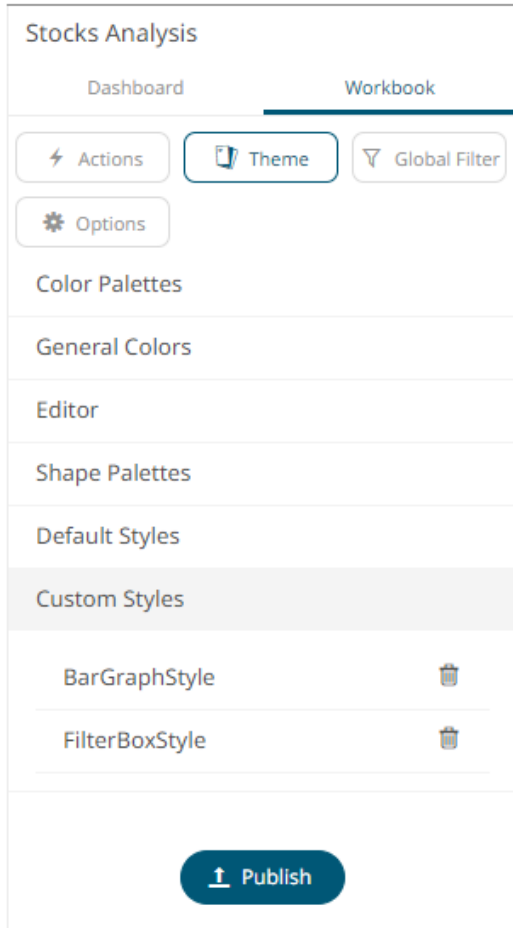 Stocks Analysis
Dashboard Workbook
Actions Theme Global Filter
Options
Color Palettes
General Colors
Editor
Shape Palettes
Default Styles
Custom Styles
BarGraphStyle
FilterBoxStyle
Publish